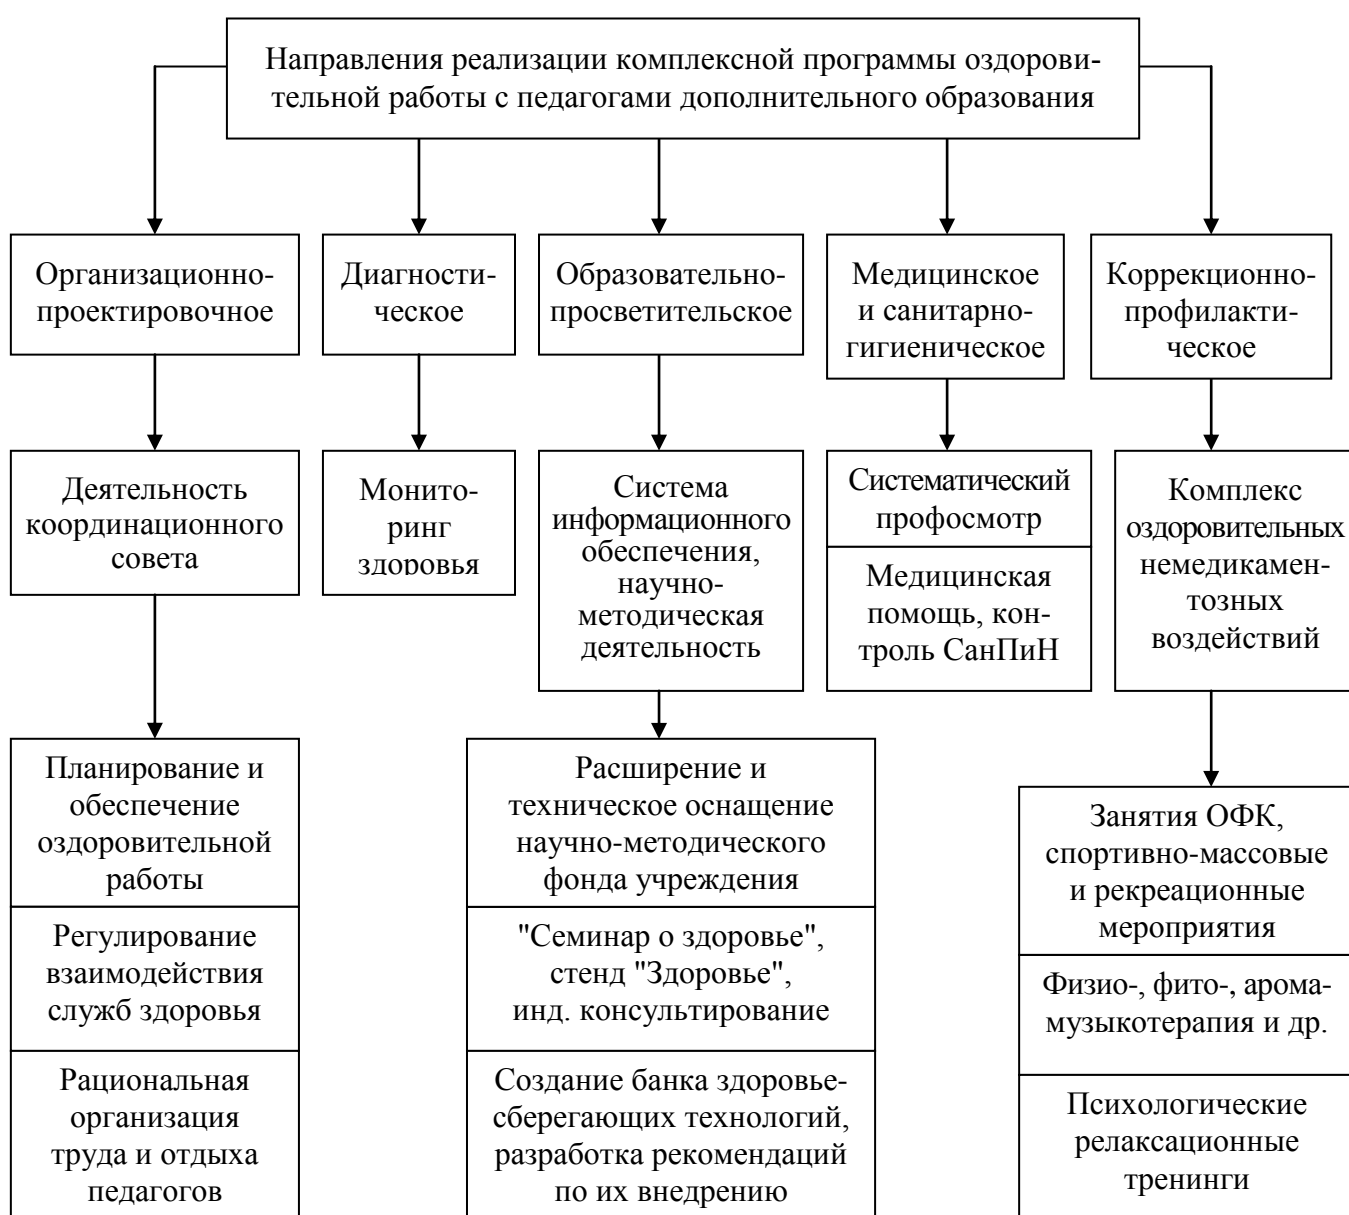 Направления реализации комплексной программы оздорови-
тельной работы с педагогами дополнительного образования
Организационно-
проектировочное
Диагности-
ческое
Образовательно-
просветительское
Медицинское
и санитарно-
гигиеническое
Коррекционно-
профилакти-
ческое
Деятельность
координационного
совета
Монито-
ринг
здоровья
Система
информационного
обеспечения,
научно-
методическая
деятельность
Систематический
профосмотр
Медицинская
помощь, кон-
троль СанПиН
Комплекс
оздоровительных
немедикамен-
тозных
воздействий
Планирование и
обеспечение
оздоровительной
работы
Регулирование
взаимодействия
служб здоровья
Рациональная
организация
труда и отдыха
педагогов
Расширение и
техническое оснащение
научно-методического
фонда учреждения
"Семинар о здоровье",
стенд "Здоровье",
инд. консультирование
Создание банка здоровье-
сберегающих технологий,
разработка рекомендаций
по их внедрению
Занятия ОФК,
спортивно-массовые
и рекреационные
мероприятия
Физио-, фито-, арома-
музыкотерапия и др.
Психологические
релаксационные
тренинги